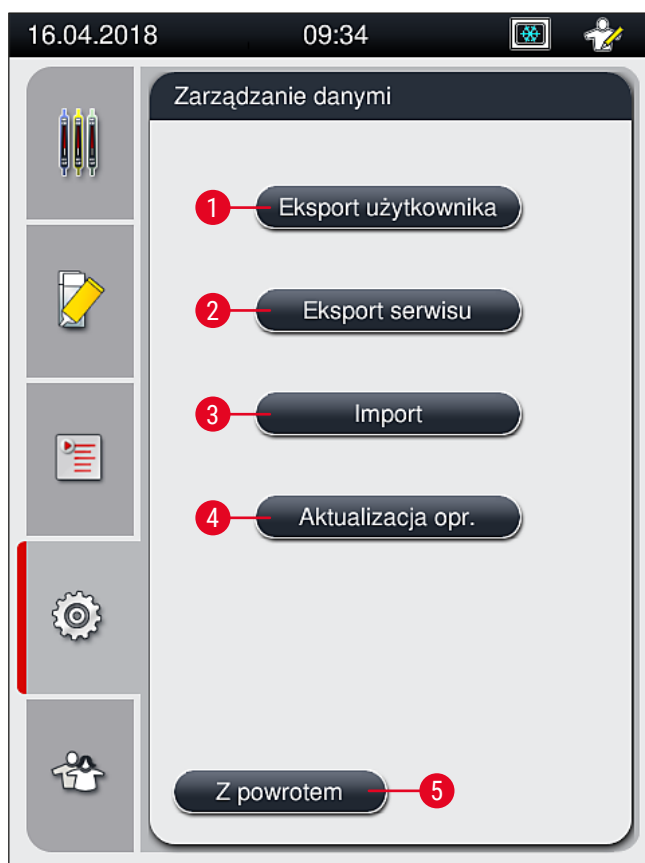 16.04.2018 09:34
Zarządzanie danymi
1 Eksport użytkownika
2 Eksport serwisu
3 Import
4 Aktualizacja opr.
Z powrotem 5